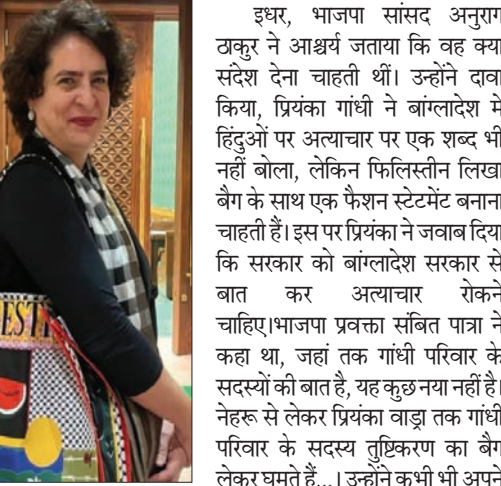 EST
इधर, भाजपा सांसद अनुराग
ठाकुर ने आश्चर्य जताया कि वह क्या
संदेश देना चाहती थीं। उन्होंने दावा
किया, प्रियंका गांधी ने बांग्लादेश में
हिंदुओं पर अत्याचार पर एक शब्द भी
नहीं बोला, लेकिन फिलिस्तीन लिखा
बैग के साथ एक फैशन स्टेटमेंट बनाना
चाहती हैं। इस पर प्रियंका ने जवाब दिया
कि सरकार को बांग्लादेश सरकार से
बात कर अत्याचार रोकने
चाहिए।भाजपा प्रवक्ता संबित पात्रा ने
कहा था, जहां तक गांधी परिवार के
सदस्यों की बात है, यह कुछ नया नहीं है।
नेहरू से लेकर प्रियंका वाड्रा तक गांधी
परिवार के सदस्य तुष्टिकरण का बैग
लेकर घूमते हैं...। उन्होंने कभी भी अपने